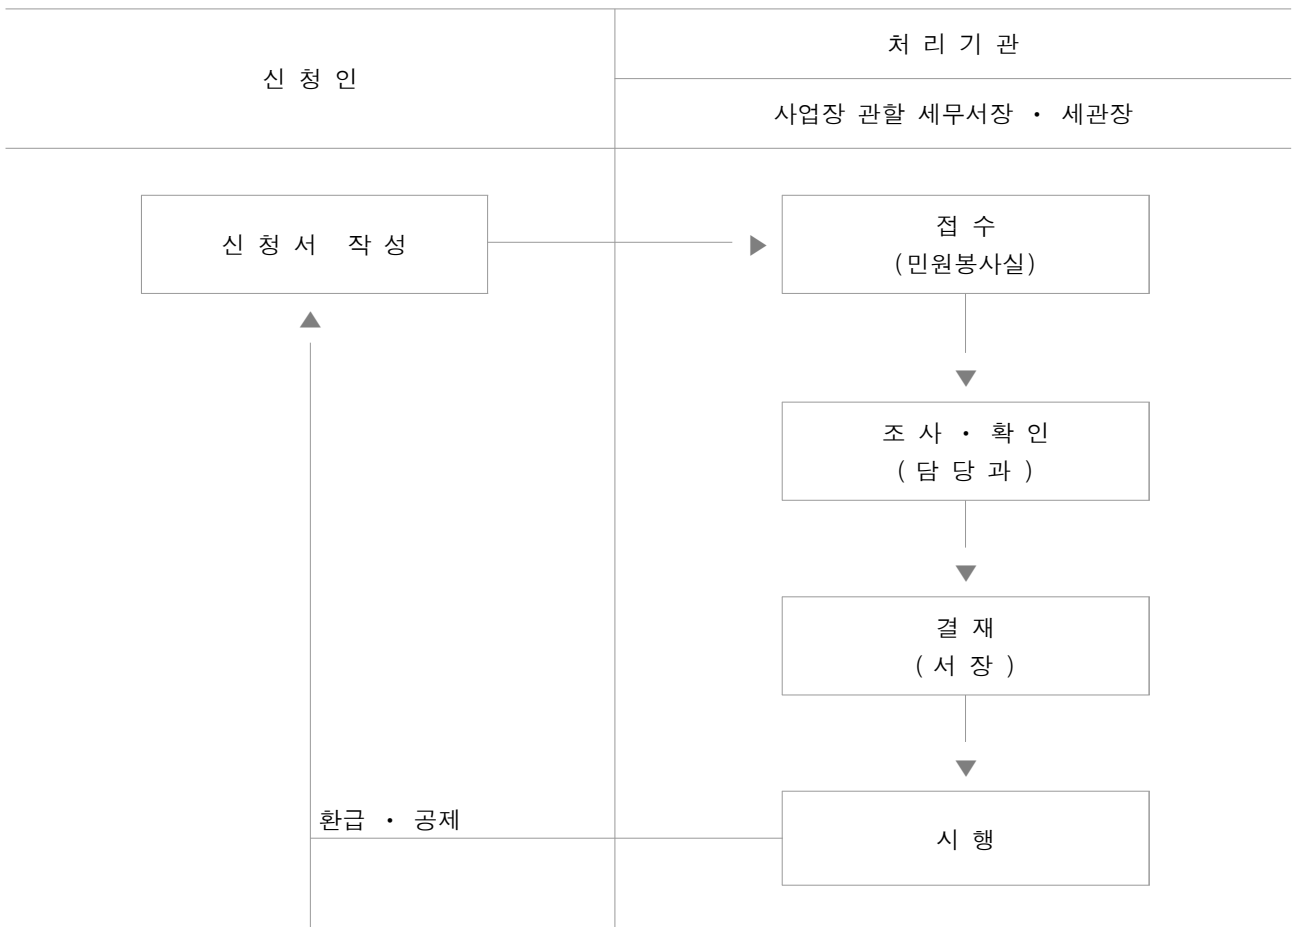 신 청 인
처 리 기 관
사업장 관할 세무서장 · 세관장
신 청 서 작 성
접 수
(민원봉사실)
조 사 · 확 인
( 담 당 과 )
결 재
( 서 장 )
환급 · 공제
시 행